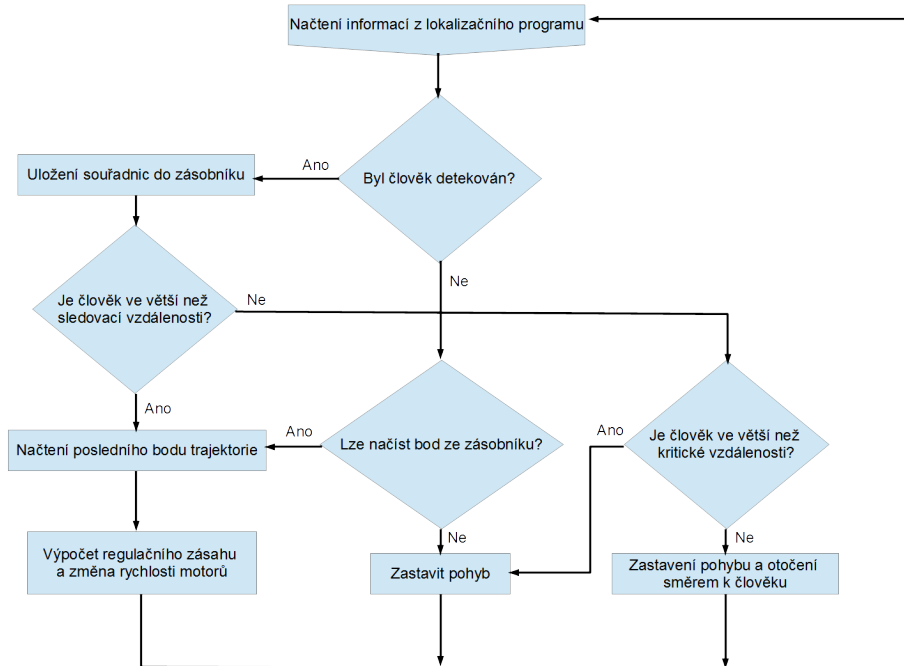 Načtení informací z lokalizačního programu
Ano
Byl člověk detekován?
Uložení souřadnic do zásobníku
Ne
Ne
Je člověk ve větší než
sledovací vzdálenosti?
Ano
Ano
Ano
Načtení posledního bodu trajektorie
Lze načíst bod ze zásobníku?
Je člověk ve větší než
kritické vzdálenosti?
Ne
Ne
Výpočet regulačního zásahu
a změna rychlosti motorů
Zastavit pohyb
Zastavení pohybu a otočení
směrem k člověku